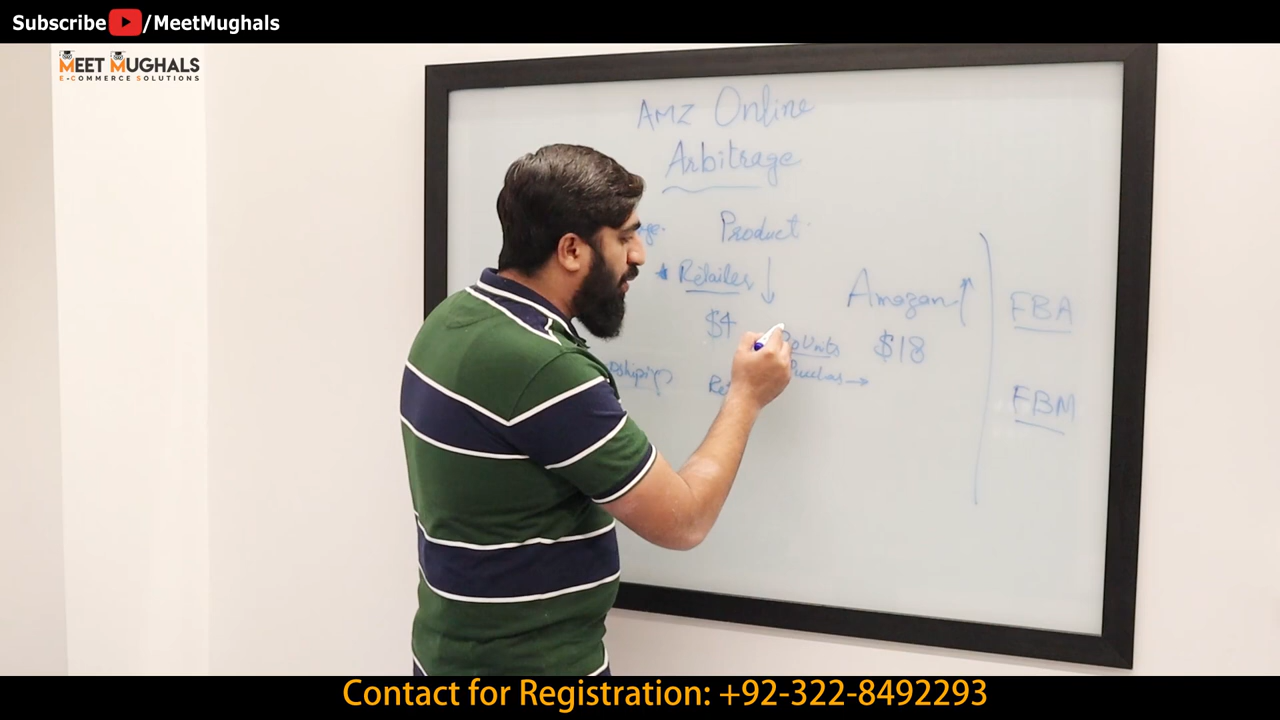 Subscribe /MeetMughals
MEET MUGHALS
E-COMMERCE SOLUTIONS
AMZ Online
Arbitrage
Product
Retailer
Amazon
FBA
$4
$18
FBM
Contact for Registration: +92-322-8492293